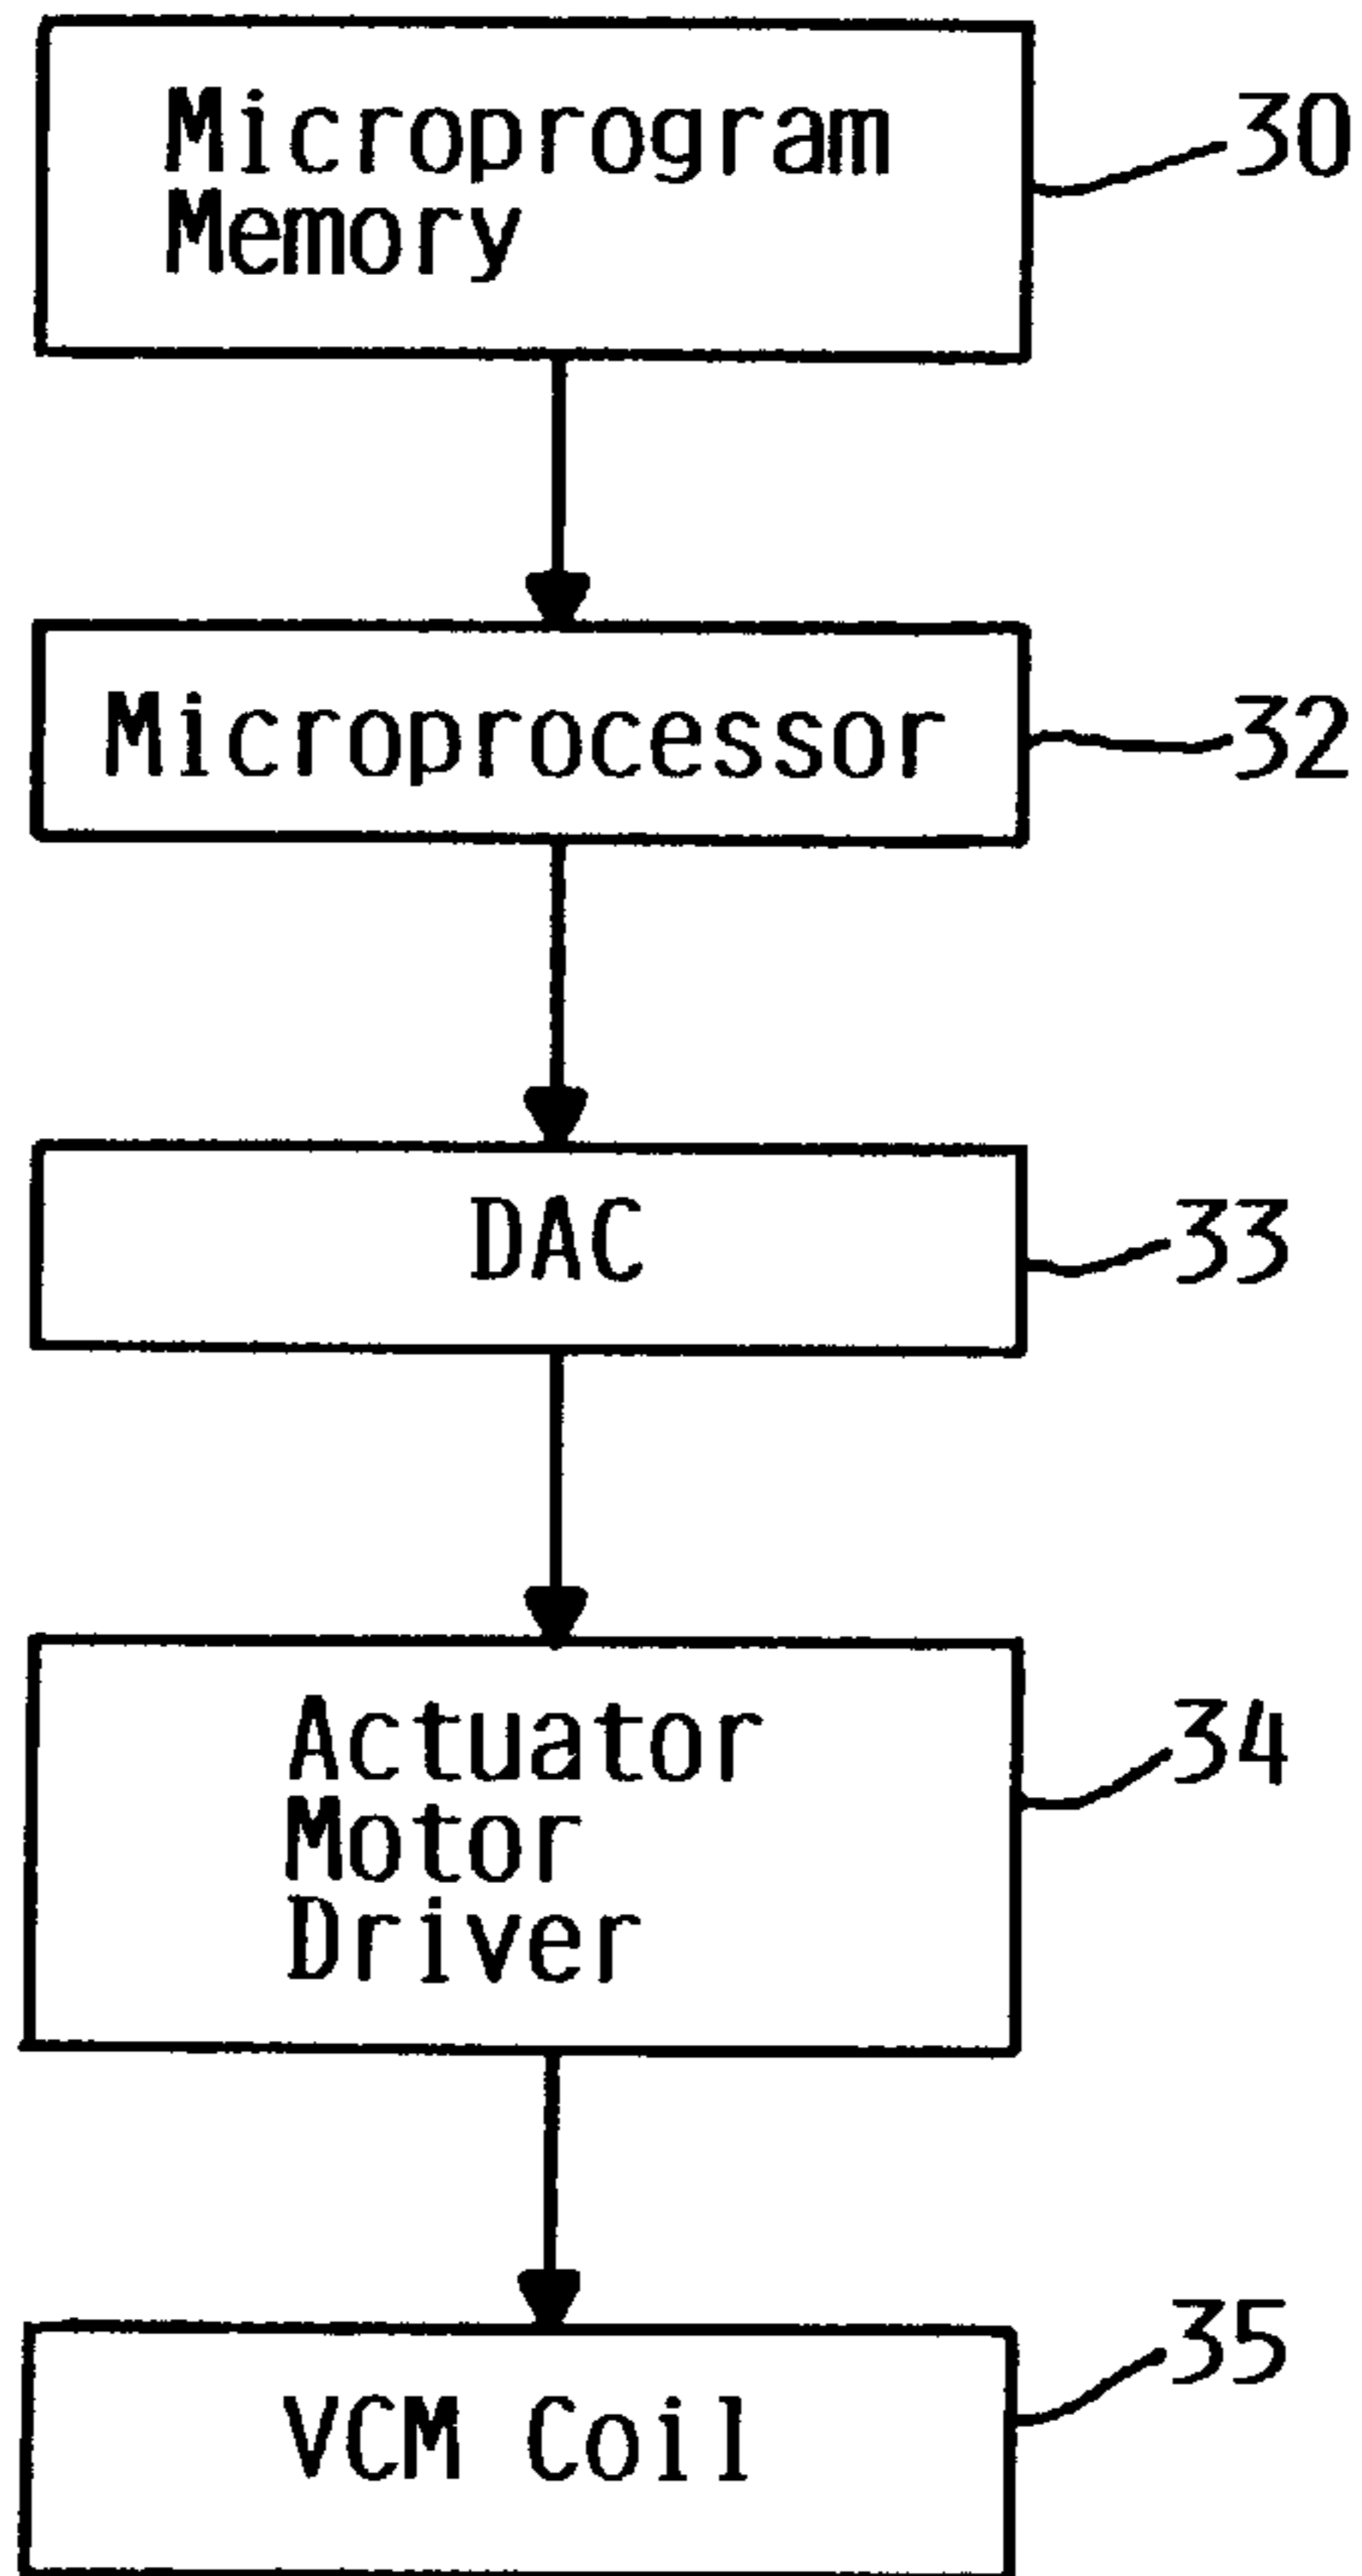 Microprogram
Memory
30
Microprocessor
32
DAC
33
Actuator
Motor
Driver
34
VCM Coil
35